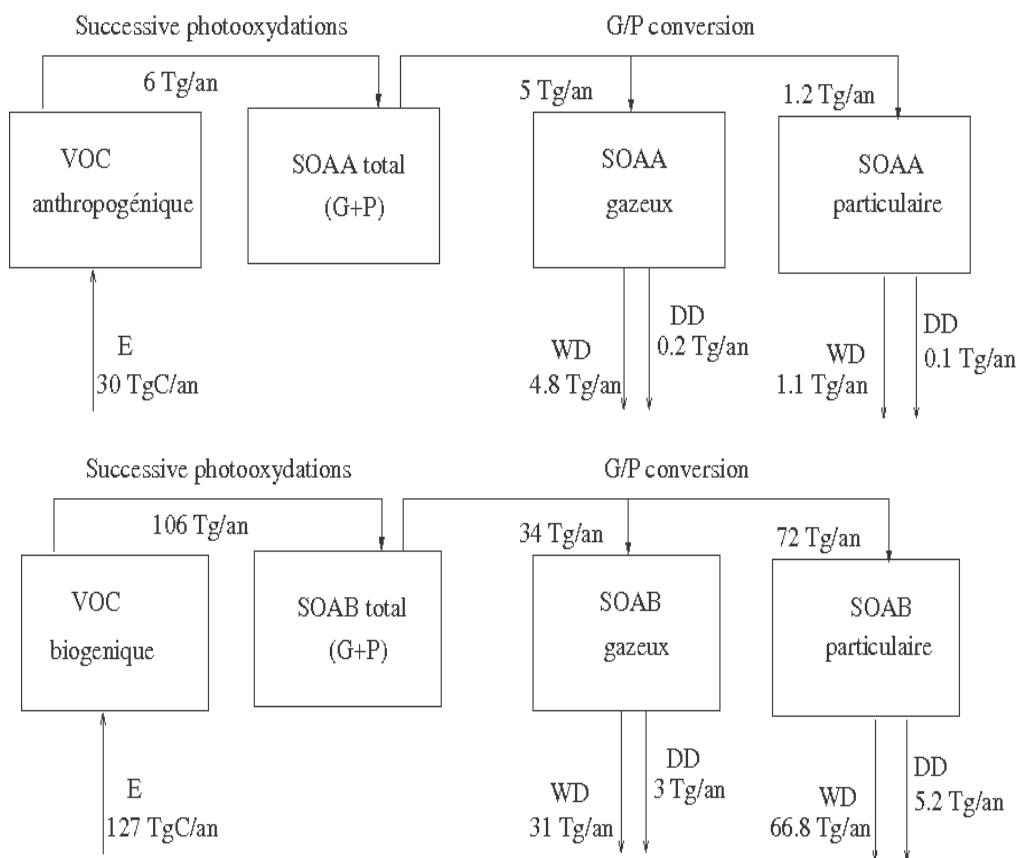 Successive photooxydations
G/P conversion
6 Tg/an
5 Tg/an
1.2 Tg/an
VOC
anthropogénique
SOAA total
(G+P)
SOAA
gazeux
SOAA
particulaire
E
30 TgC/an
WD
4.8 Tg/an
DD
0.2 Tg/an
WD
1.1 Tg/an
DD
0.1 Tg/an
Successive photooxydations
G/P conversion
106 Tg/an
34 Tg/an
72 Tg/an
VOC
biogenique
SOAB total
(G+P)
SOAB
gazeux
SOAB
particulaire
E
127 TgC/an
WD
31 Tg/an
DD
3 Tg/an
WD
66.8 Tg/an
DD
5.2 Tg/an